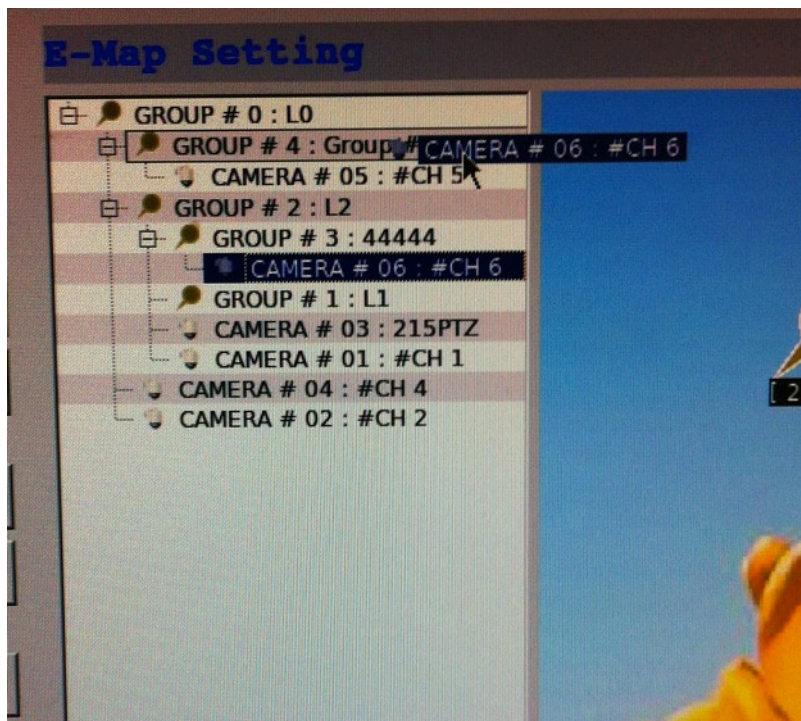 E-Map Setting
GROUP # 0 : L0
GROUP # 4 : Group #
CAMERA # 06 : #CH 6
CAMERA # 05 : #CH 5
GROUP # 2 : L2
GROUP # 3 : 44444
CAMERA # 06 : #CH 6
GROUP # 1 : L1
CAMERA # 03 : 215PTZ
CAMERA # 01 : #CH 1
CAMERA # 04 : #CH 4
CAMERA # 02 : #CH 2
[ 2